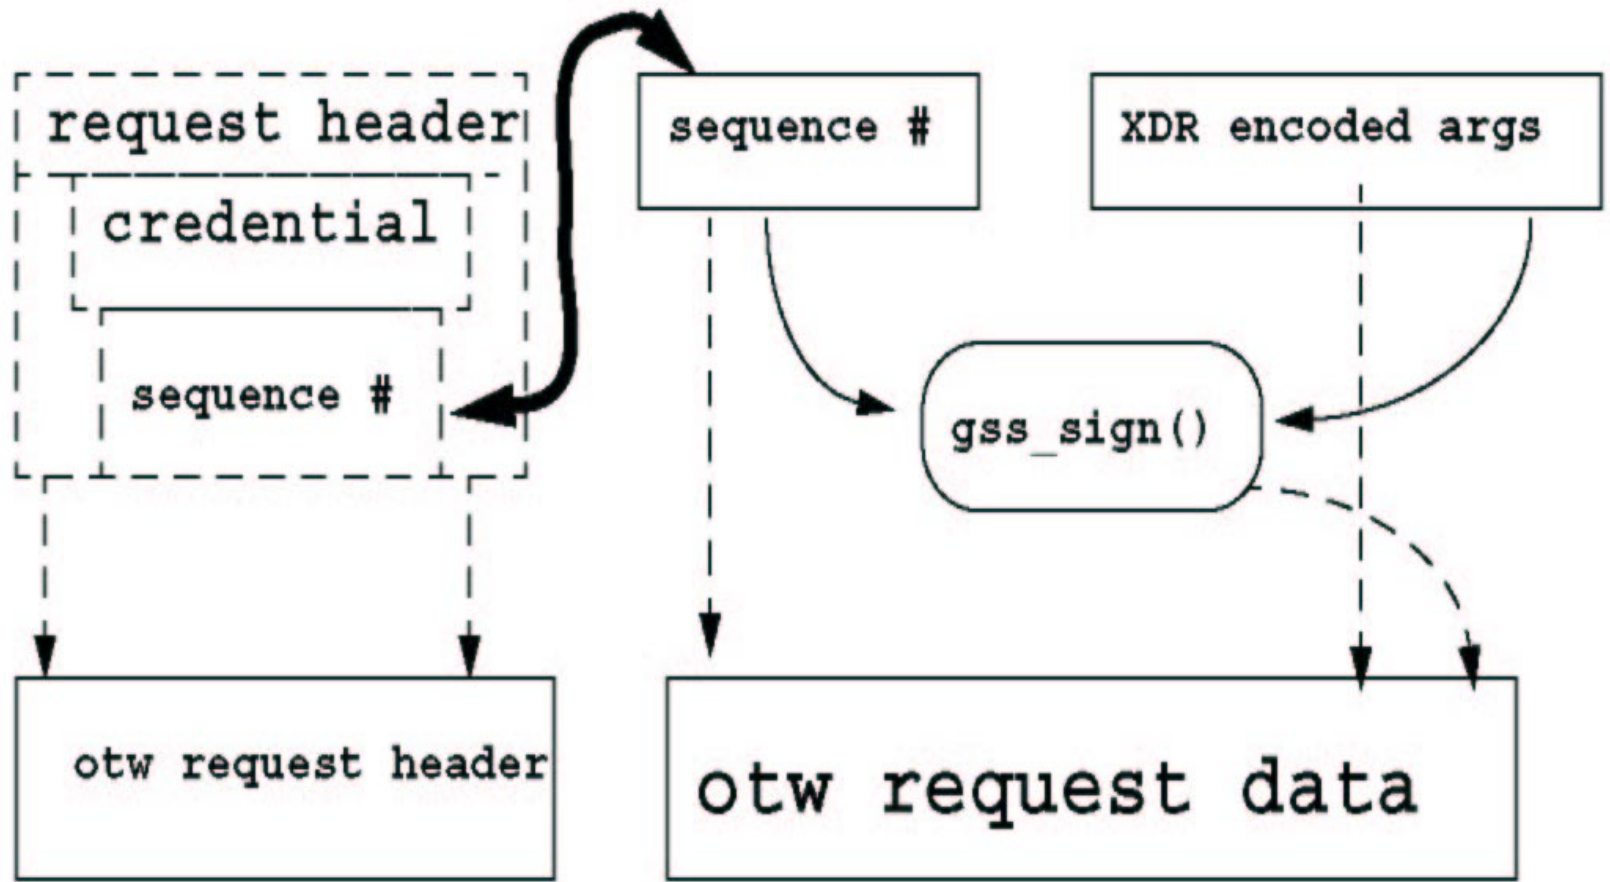 request header
credential
sequence #
sequence #
XDR encoded args
gss_sign()
otw request header
otw request data